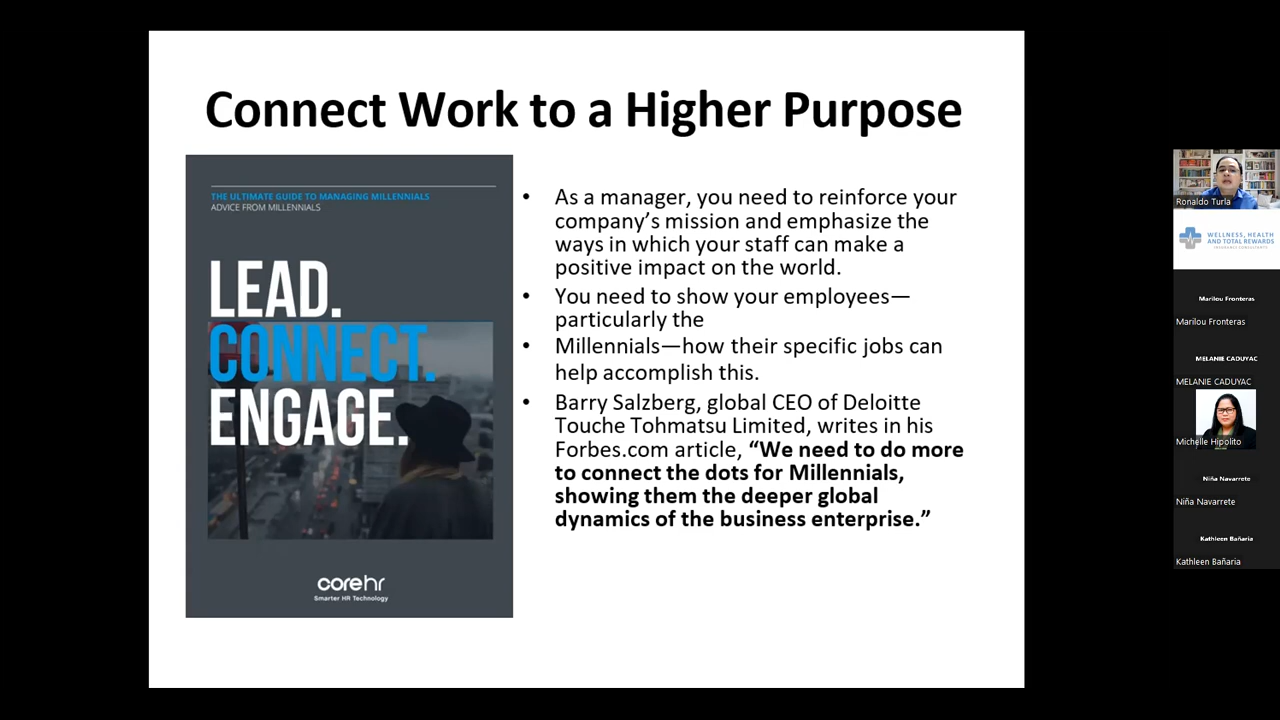 Connect Work to a Higher Purpose
THE ULTIMATE GUIDE TO MANAGING MILLENNIALS
ADVICE FROM MILLENNIALS
LEAD.
CONNECT.
ENGAGE.
corehr
Smarter HR Technology
• As a manager, you need to reinforce your
company’s mission and emphasize the
ways in which your staff can make a
positive impact on the world.
• You need to show your employees—
particularly the
• Millennials—how their specific jobs can
help accomplish this.
• Barry Salzberg, global CEO of Deloitte
Touche Tohmatsu Limited, writes in his
Forbes.com article, “We need to do more
to connect the dots for Millennials,
showing them the deeper global
dynamics of the business enterprise.”
Ronaldo Turla
WELLNESS, HEALTH
AND TOTAL REWARDS
INSURANCE CONSULTANTS
Marilou Fronteras
Marilou Fronteras
MELANIE CADUYAC
MELANIE CADUYAC
Michelle Hipolito
Niña Navarrete
Niña Navarrete
Kathleen Bañaria
Kathleen Bañaria